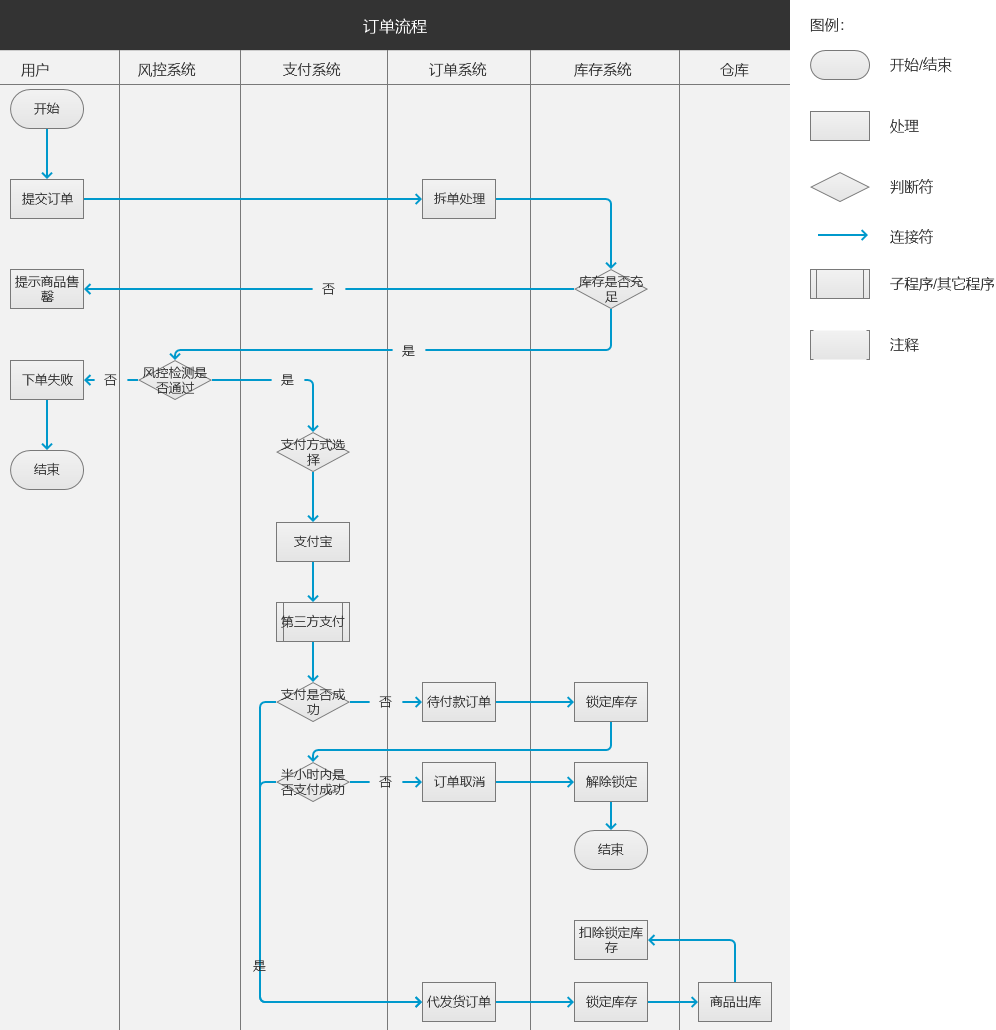 订单流程
图例：
用户
风控系统
支付系统
订单系统
库存系统
仓库
开始/结束
开始
处理
提交订单
拆单处理
判断符
连接符
提示商品售
罄
否
库存是否充
足
子程序/其它程序
是
注释
下单失败
否
风控检测是
否通过
是
支付方式选
择
结束
支付宝
第三方支付
支付是否成
功
否
待付款订单
锁定库存
半小时内是
否支付成功
否
订单取消
解除锁定
结束
扣除锁定库
存
是
代发货订单
锁定库存
商品出库